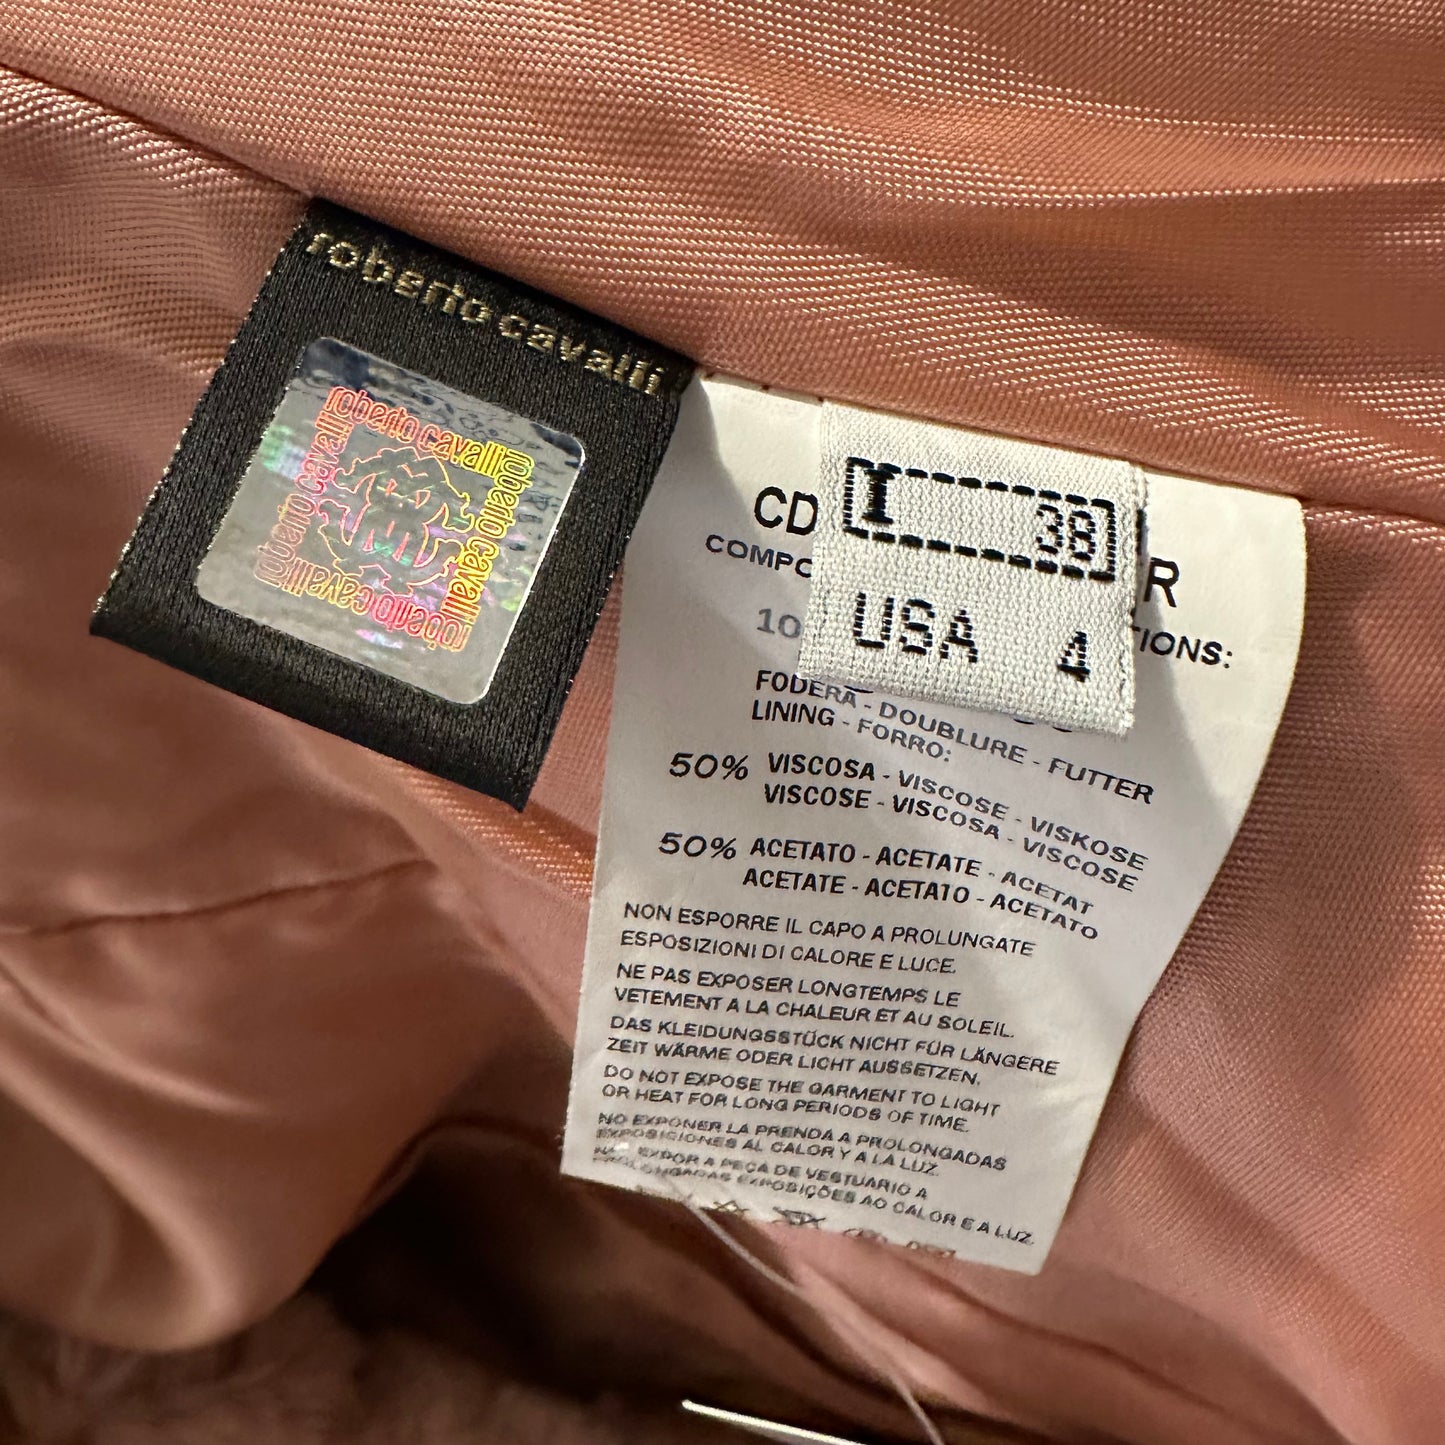 roberto cavalli
roberto cavalli
roberto cavalli
roberto cavalli
roberto cavalli
I 38
USA 4
CD R
COMPO TIONS:
10
FODERA - DOUBLURE - FUTTER
LINING - FORRO:
50% VISCOSA - VISCOSE - VISKOSE
VISCOSE - VISCOSA - VISCOSE
50% ACETATO - ACETATE - ACETAT
ACETATE - ACETATO - ACETATO
NON ESPORRE IL CAPO A PROLUNGATE
ESPOSIZIONI DI CALORE E LUCE.
NE PAS EXPOSER LONGTEMPS LE
VETEMENT A LA CHALEUR ET AU SOLEIL.
DAS KLEIDUNGSSTÜCK NICHT FÜR LÄNGERE
ZEIT WÄRME ODER LICHT AUSSETZEN.
DO NOT EXPOSE THE GARMENT TO LIGHT
OR HEAT FOR LONG PERIODS OF TIME.
NO EXPONER LA PRENDA A PROLONGADAS
EXPOSICIONES AL CALOR Y A LA LUZ.
NÃO EXPOR A PEÇA DE VESTUARIO A
PROLONGADAS EXPOSIÇÕES AO CALOR E A LUZ.